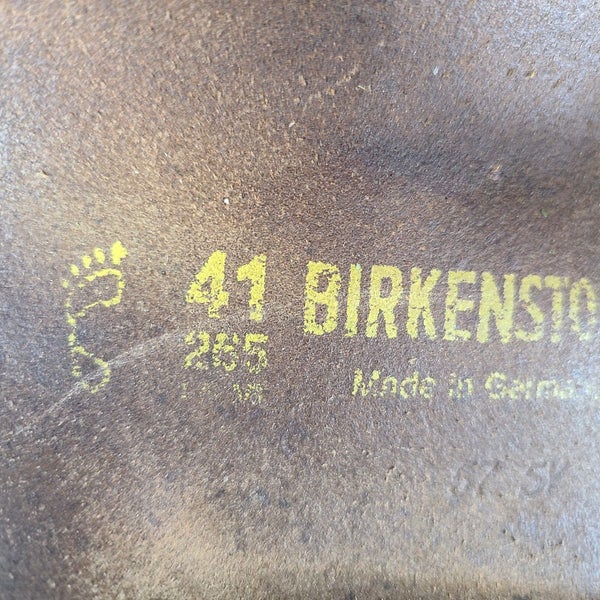 41 BIRKENSTO
265
Made in Germa